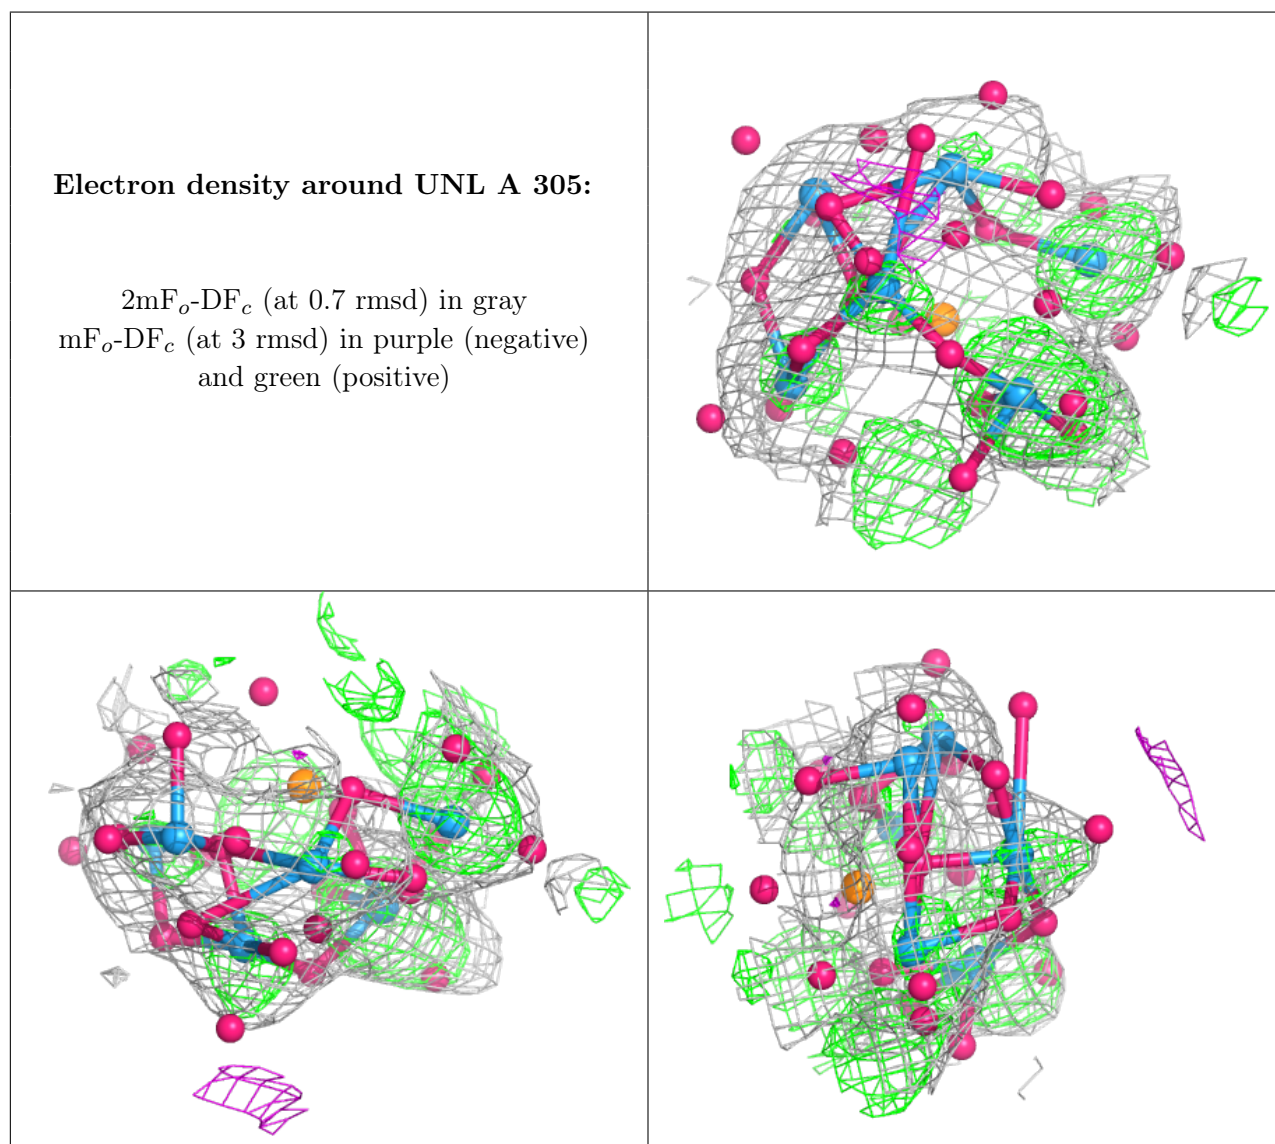 Electron density around UNL A 305:
2mFo-DFc (at 0.7 rmsd) in gray
mFo-DFc (at 3 rmsd) in purple (negative)
and green (positive)